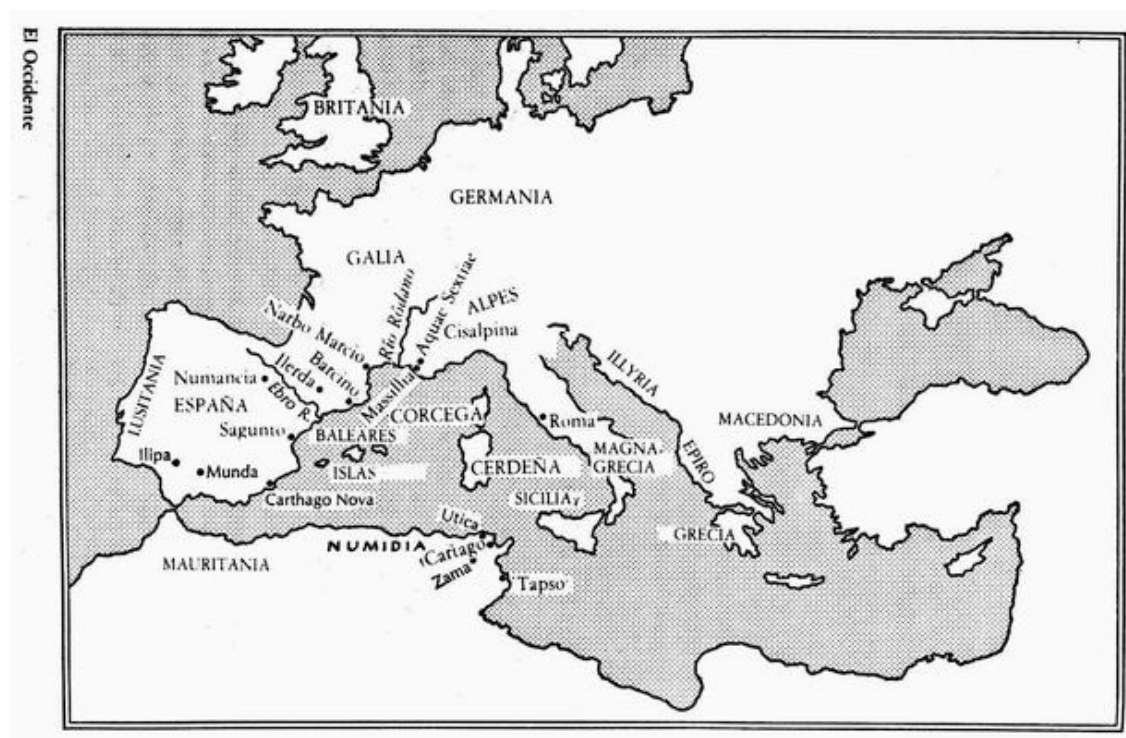 El Occidente
BRITANIA
GERMANIA
GALIA
Río Ródano
Aquae Sextiae
ALPES
Cisalpina
Narbo Marcio
Ilerda
Barcino
Massillia
LUSITANIA
Numancia
Ebro R.
ESPAÑA
Sagunto
BALEARES
ISLAS
CORCEGA
Roma
ILLYRIA
MACEDONIA
MAGNA
GRECIA
EPIRO
CERDEÑA
Ilipa
Munda
Carthago Nova
SICILIA
GRECIA
Utica
NUMIDIA
Cartago
Zama
Tapso
MAURITANIA